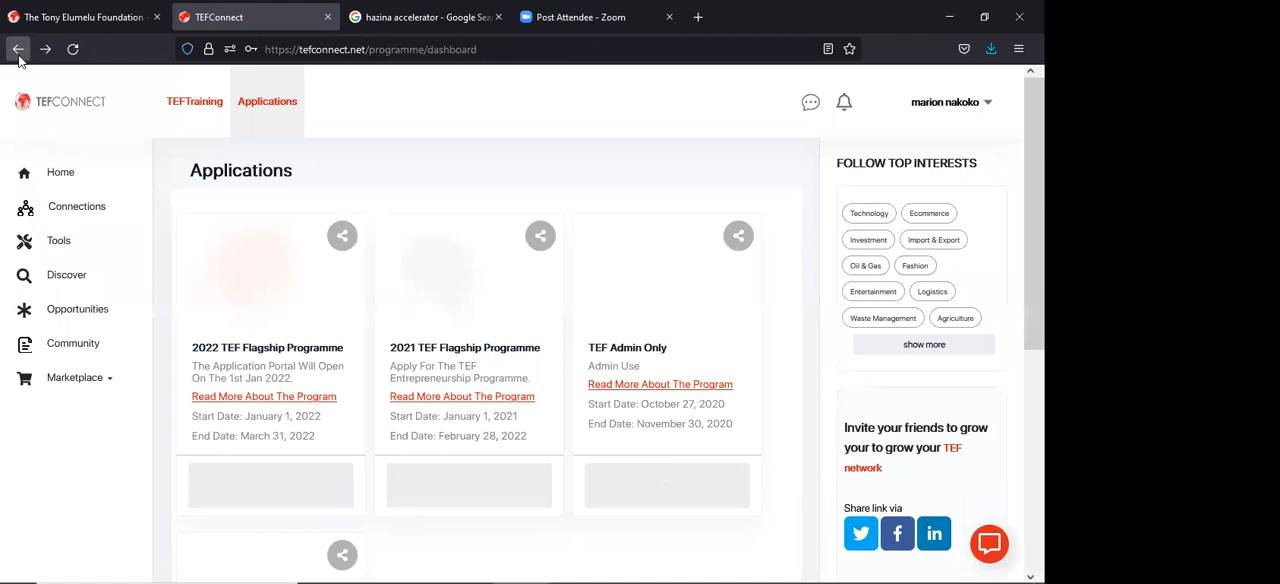 The Tony Elumelu Foundation -
TEFConnect
hazina accelerator - Google Sea
Post Attendee - Zoom
https://tefconnect.net/programme/dashboard
TEFCONNECT
TEFTraining
Applications
marion nakoko
Home
Connections
Tools
Discover
Opportunities
Community
Marketplace
Applications
2022 TEF Flagship Programme
The Application Portal Will Open
On The 1st Jan 2022.
Read More About The Program
Start Date: January 1, 2022
End Date: March 31, 2022
2021 TEF Flagship Programme
Apply For The TEF
Entrepreneurship Programme.
Read More About The Program
Start Date: January 1, 2021
End Date: February 28, 2022
TEF Admin Only
Admin Use
Read More About The Program
Start Date: October 27, 2020
End Date: November 30, 2020
FOLLOW TOP INTERESTS
Technology
Ecommerce
Investment
Import & Export
Oil & Gas
Fashion
Entertainment
Logistics
Waste Management
Agriculture
show more
Invite your friends to grow
your to grow your TEF
network
Share link via